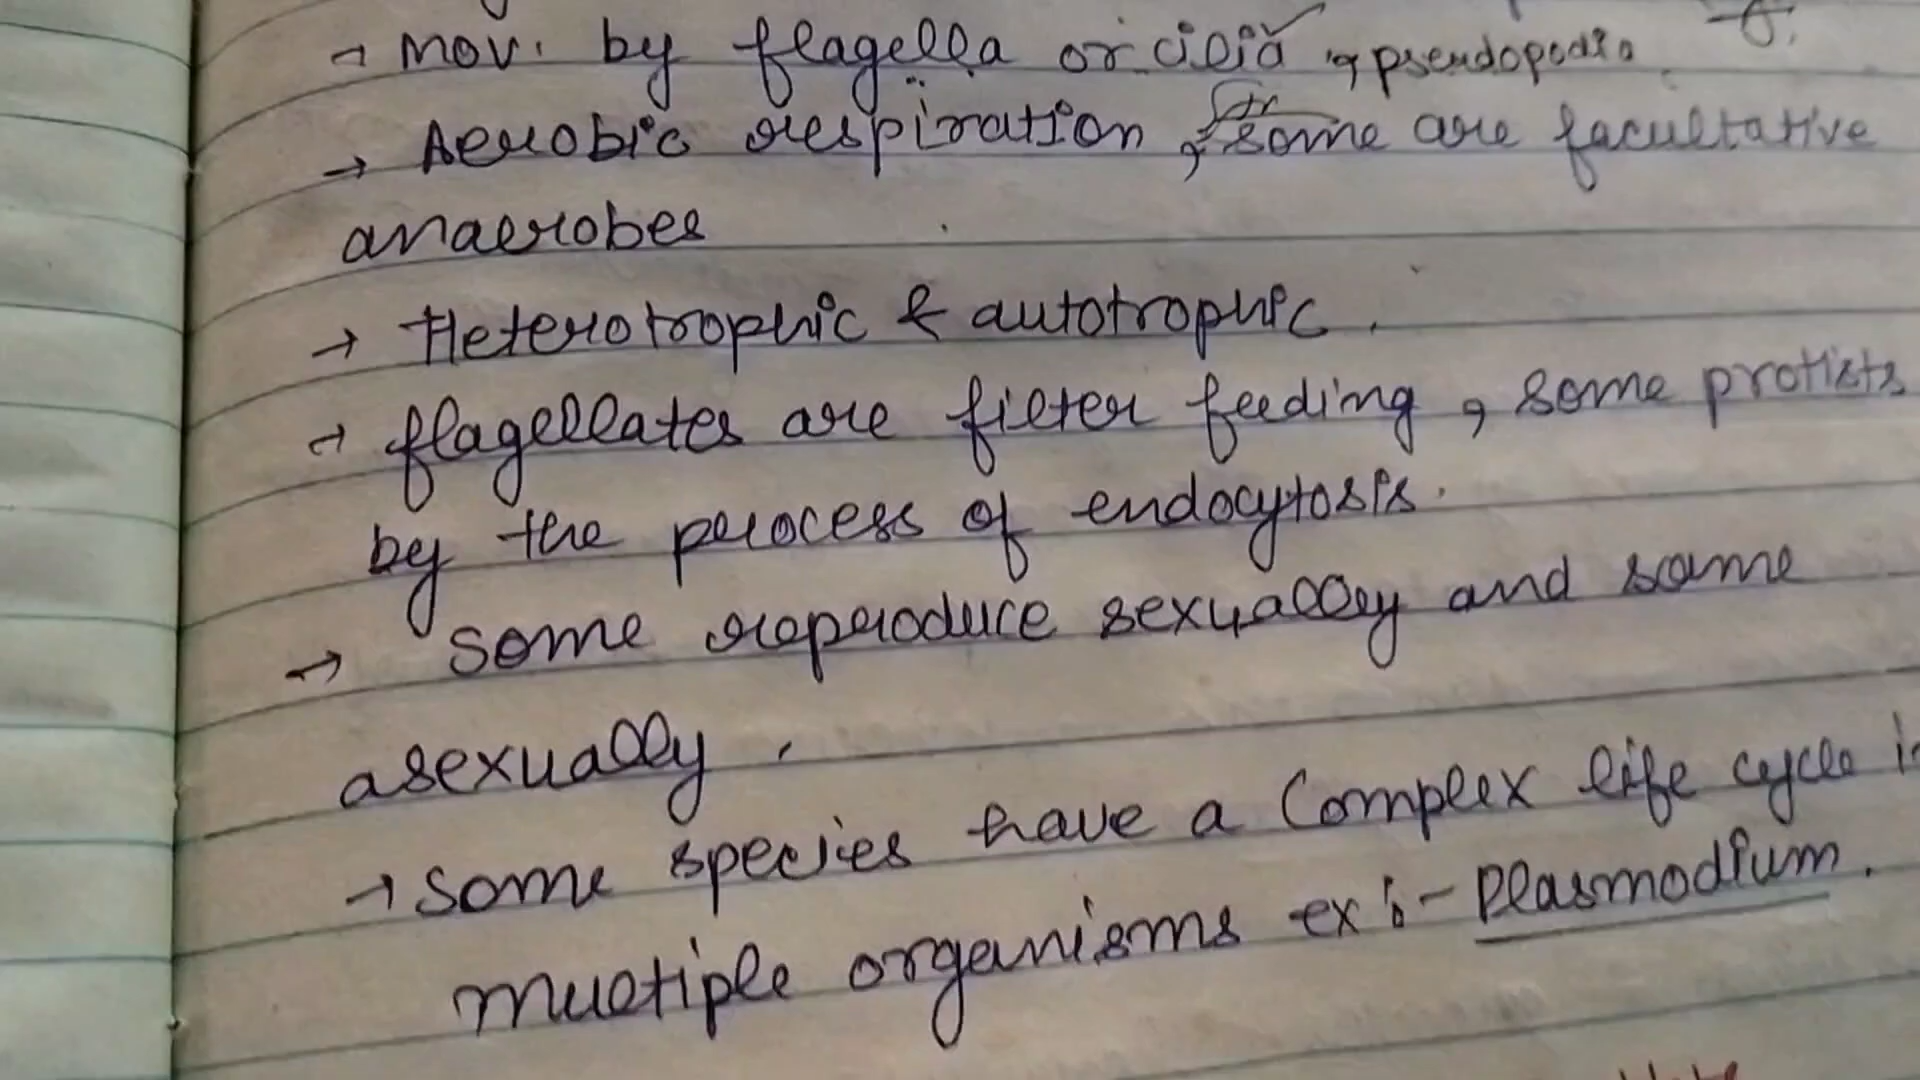 → mov. by flagella or cilia, pseudopodia
→ Aerobic respiration, some are facultative
anaerobes
→ Heterotrophic & autotrophic.
→ flagellates are filter feeding, some protists
by the process of endocytosis.
→ some reproduce sexually and some
asexually.
→ some species have a complex life cycle in
multiple organisms ex:- Plasmodium.